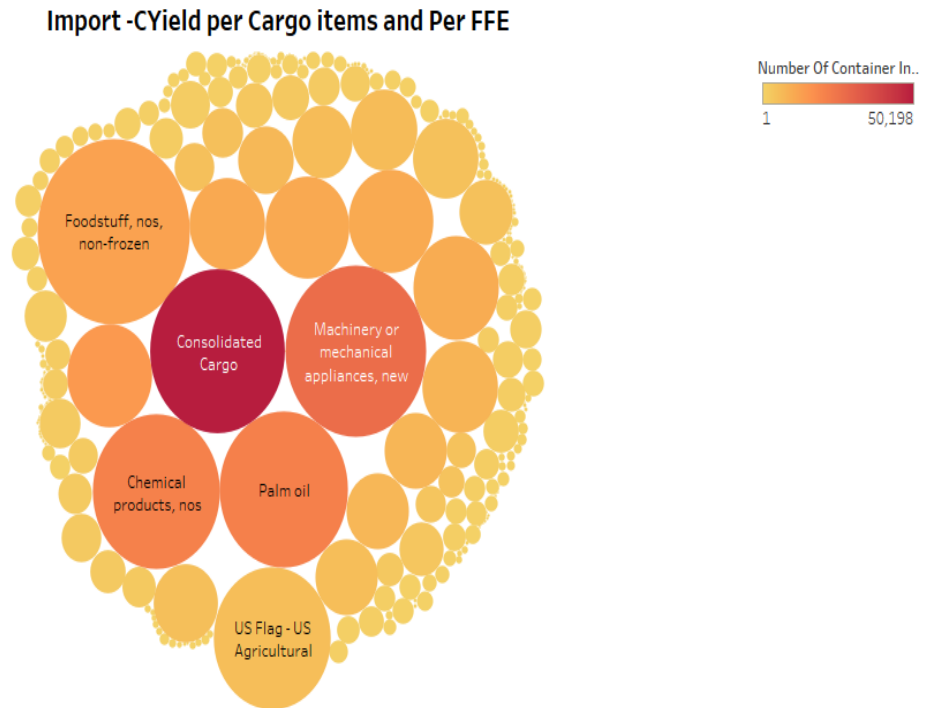 Import -CYield per Cargo items and Per FFE
Number Of Container In..
1 50,198
Foodstuff, nos,
non-frozen
Consolidated
Cargo
Machinery or
mechanical
appliances, new
Chemical
products, nos
Palm oil
US Flag - US
Agricultural